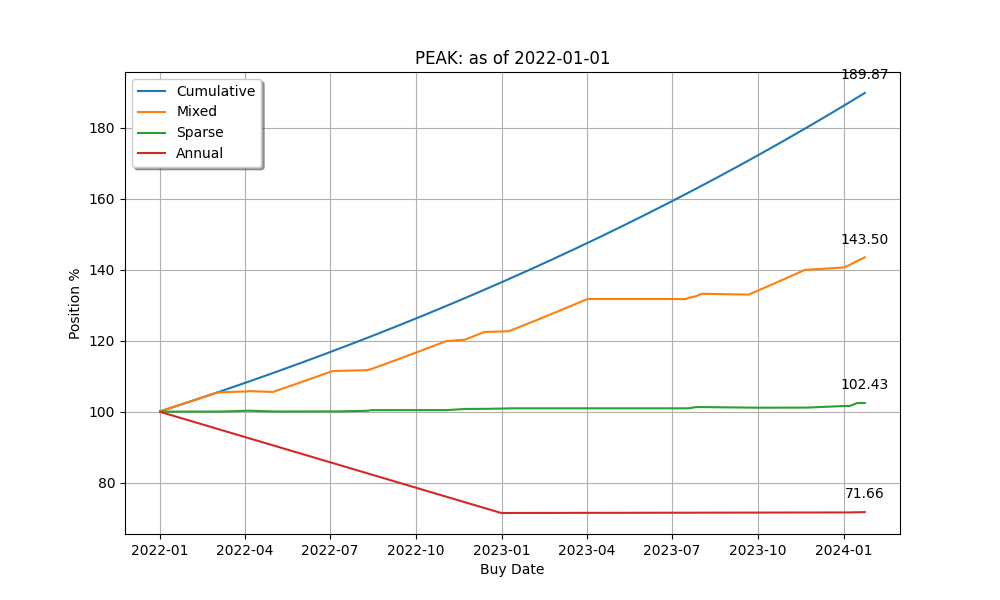 PEAK: as of 2022-01-01
189.87
Cumulative
Mixed
Sparse
Annual
180
160
143.50
140
120
102.43
100
80
71.66
Position %
2022-01 2022-04 2022-07 2022-10 2023-01 2023-04 2023-07 2023-10 2024-01
Buy Date